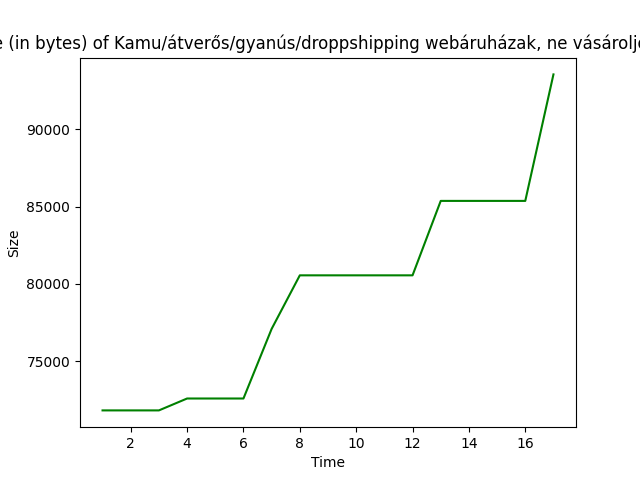 (in bytes) of Kamu/átverős/gyanús/droppshipping webáruházak, ne
90000
85000
80000
75000
Size
2 4 6 8 10 12 14 16
Time